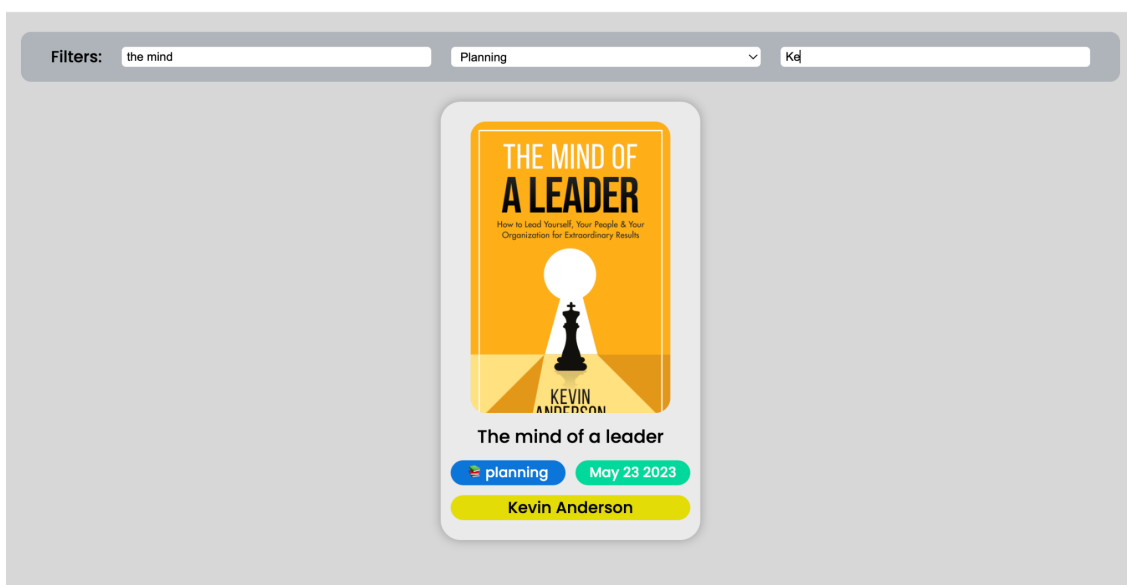 Filters: the mind Planning Ke
THE MIND OF
A LEADER
How to Lead Yourself, Your People & Your
Organization for Extraordinary Results
KEVIN
ANDERSON
The mind of a leader
planning May 23 2023
Kevin Anderson